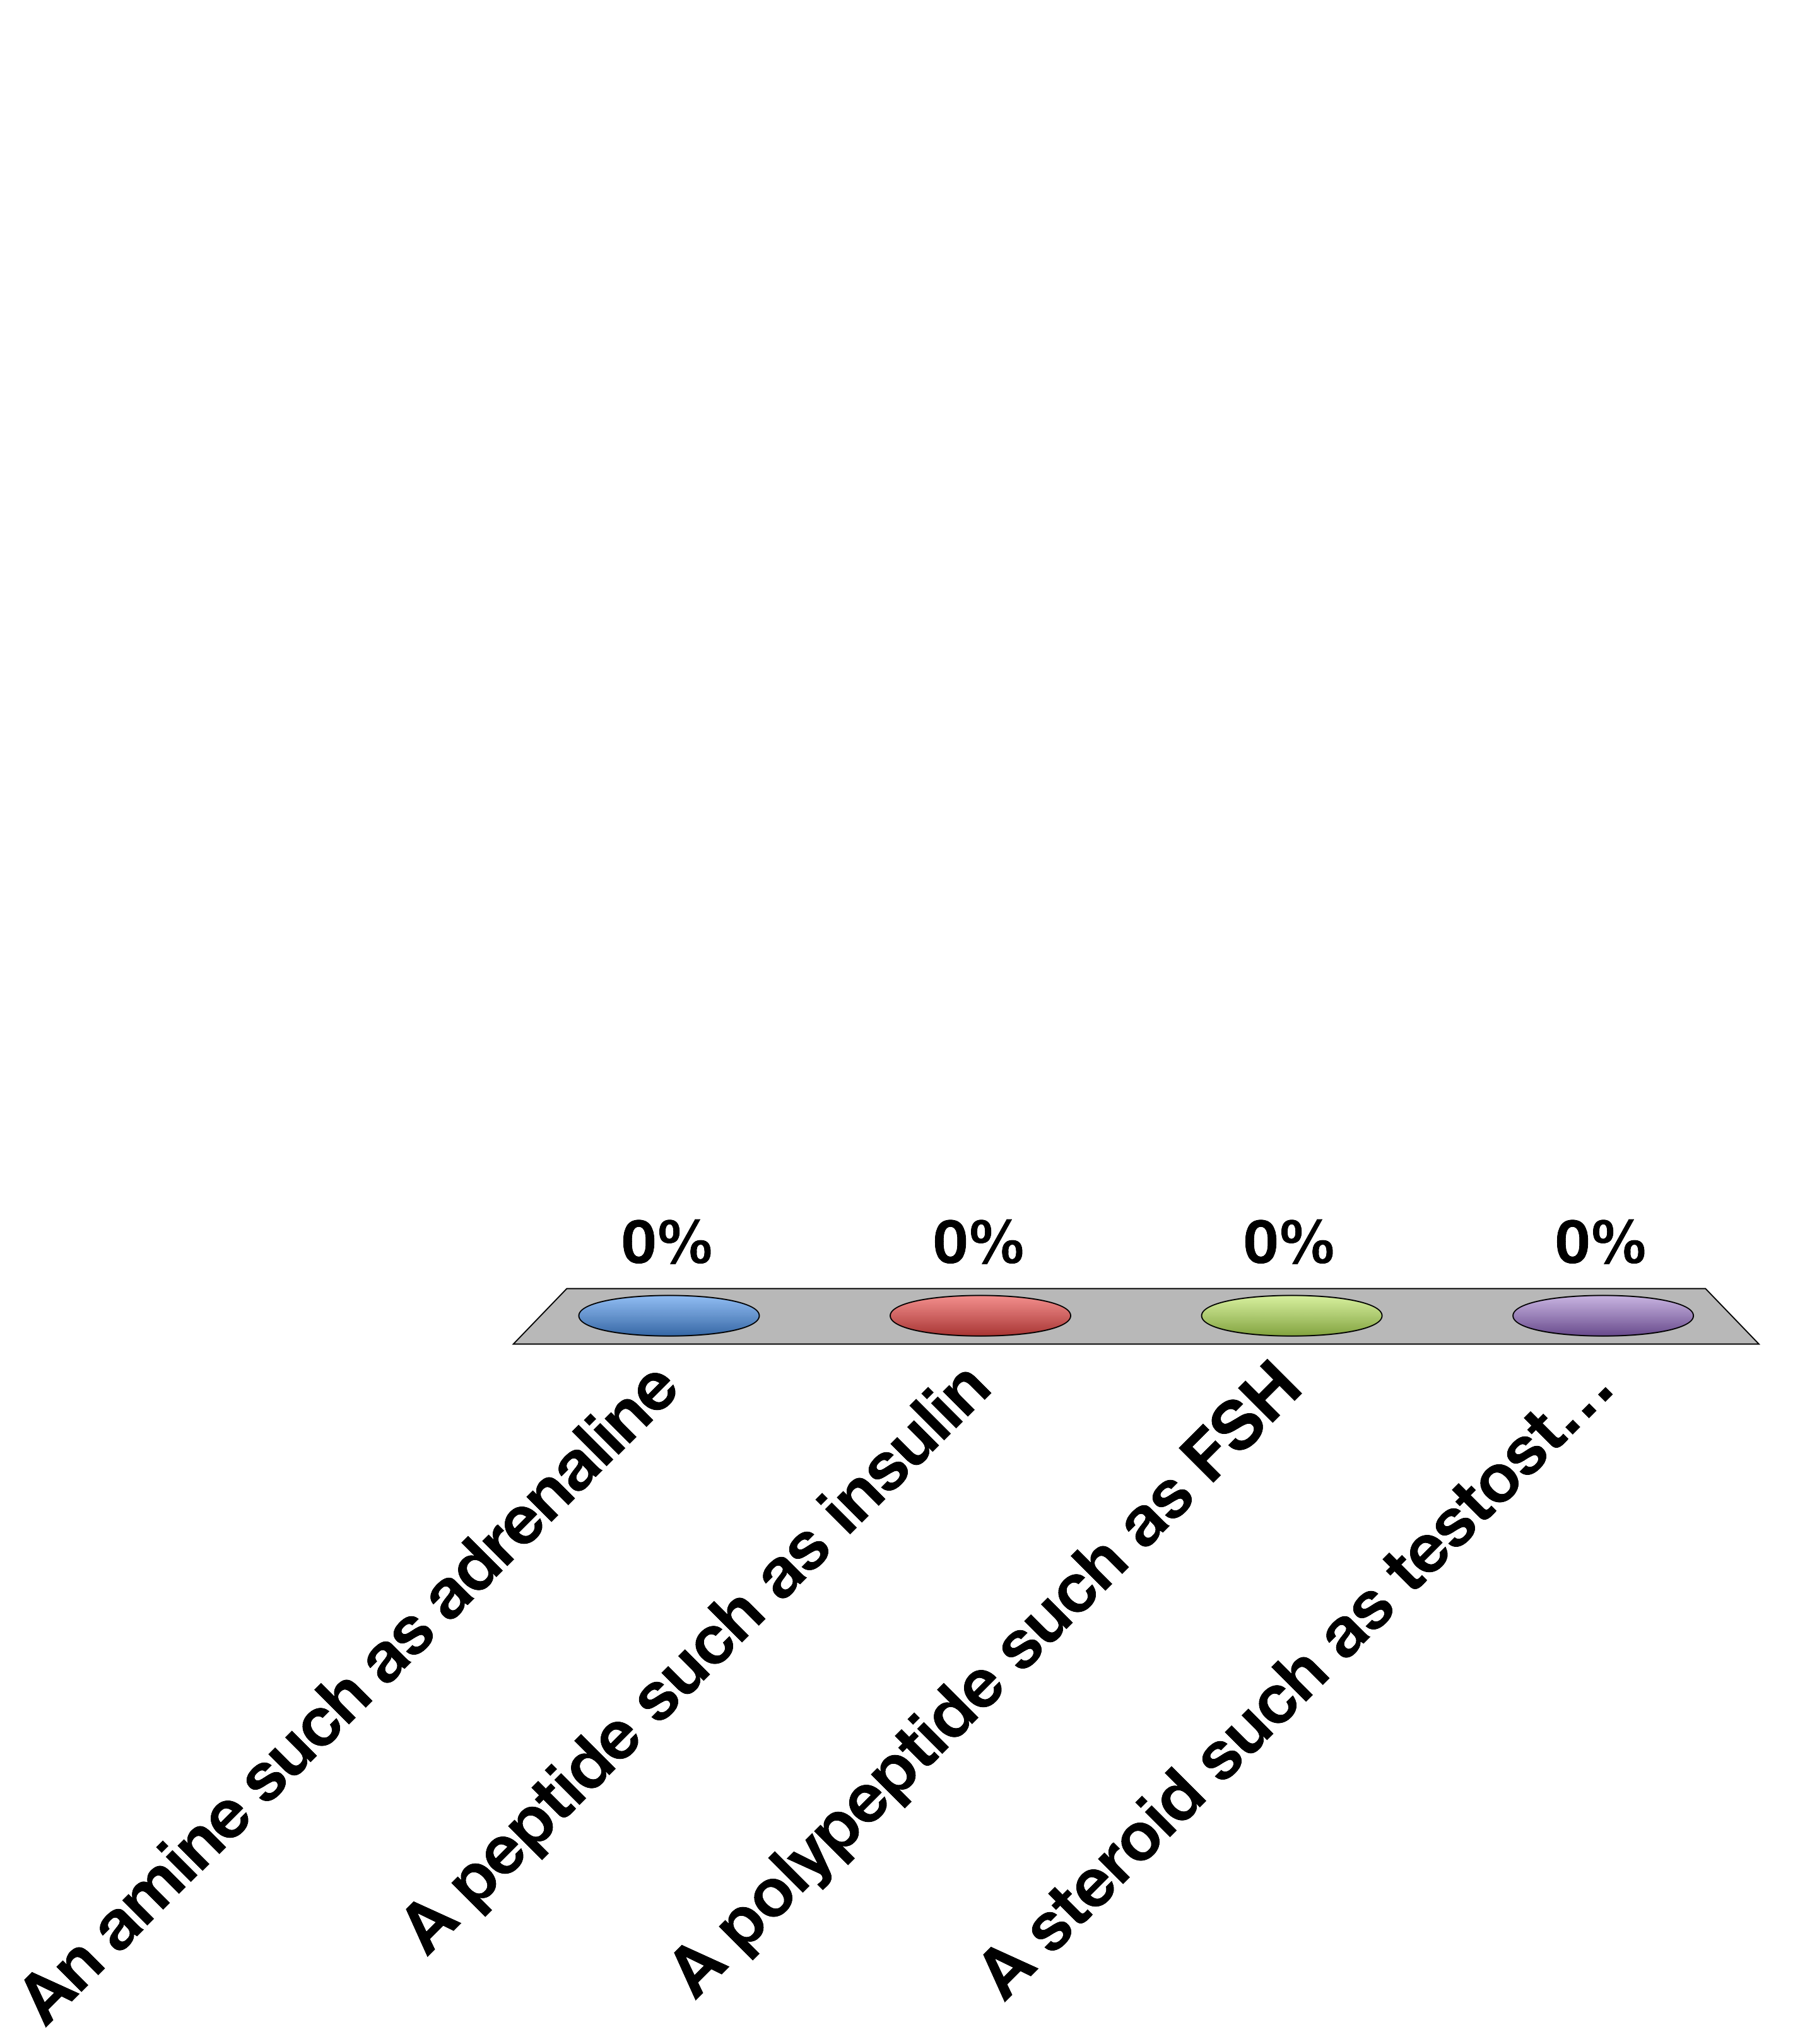 0% 0% 0% 0%
An amine such as adrenaline
A peptide such as insulin
A polypeptide such as FSH
A steroid such as testost...